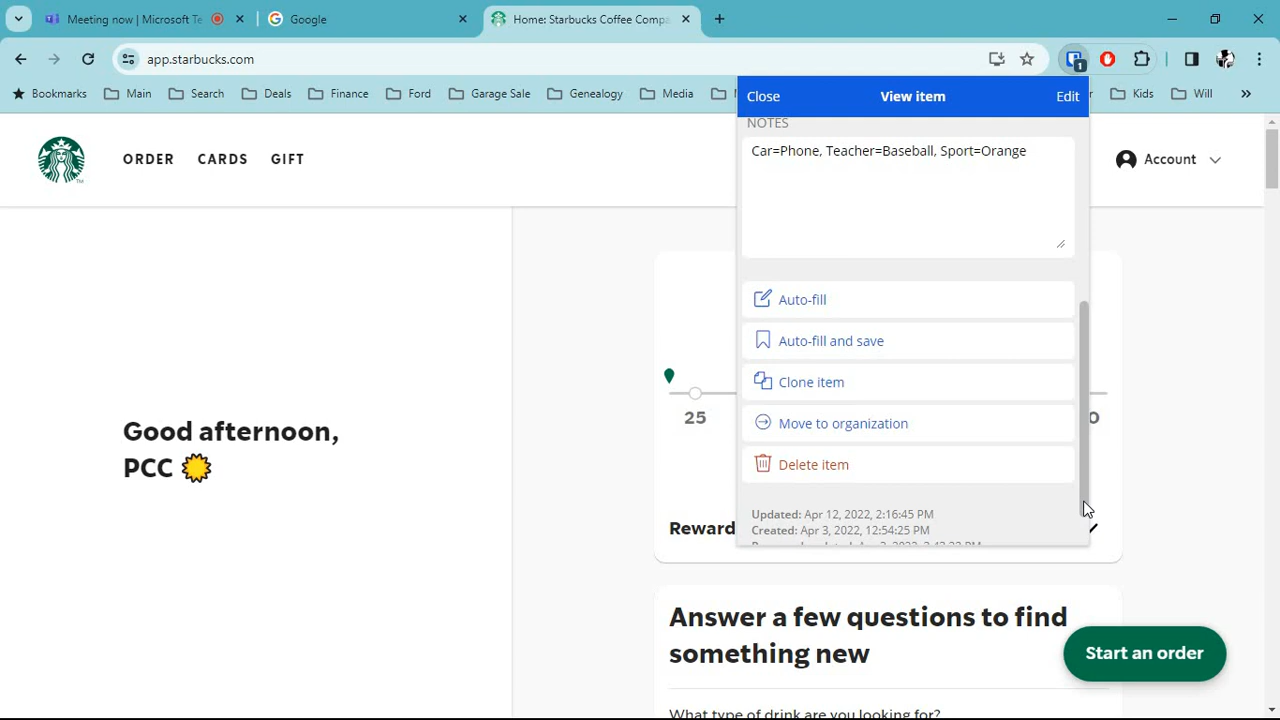 Meeting now | Microsoft Te
Google
Home: Starbucks Coffee Compa
app.starbucks.com
1
Bookmarks
Main
Search
Deals
Finance
Ford
Garage Sale
Genealogy
Media
Kids
Will
Close
View item
Edit
NOTES
Car=Phone, Teacher=Baseball, Sport=Orange
ORDER
CARDS
GIFT
Account
Auto-fill
Auto-fill and save
Clone item
Move to organization
Delete item
Updated: Apr 12, 2022, 2:16:45 PM
Created: Apr 3, 2022, 12:54:25 PM
25
0
Good afternoon,
PCC
Reward
Answer a few questions to find
something new
What type of drink are you looking for?
Start an order